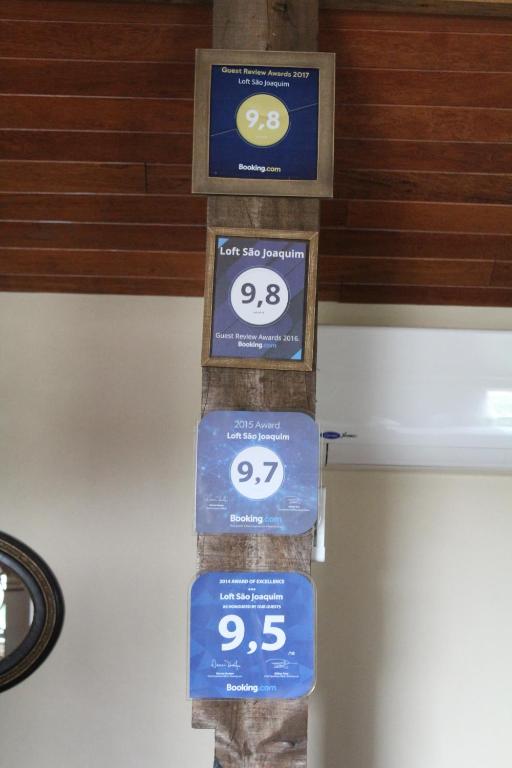 Guest Review Awards 2017
Loft São Joaquim
9,8
Booking.com
Loft São Joaquim
9,8
Guest Review Awards 2016
Booking.com
2015 Award
Loft São Joaquim
9,7
Booking.com
2014 AWARD OF EXCELLENCE
Loft São Joaquim
AS HONOURED BY OUR GUESTS
9,5
/10
Booking.com